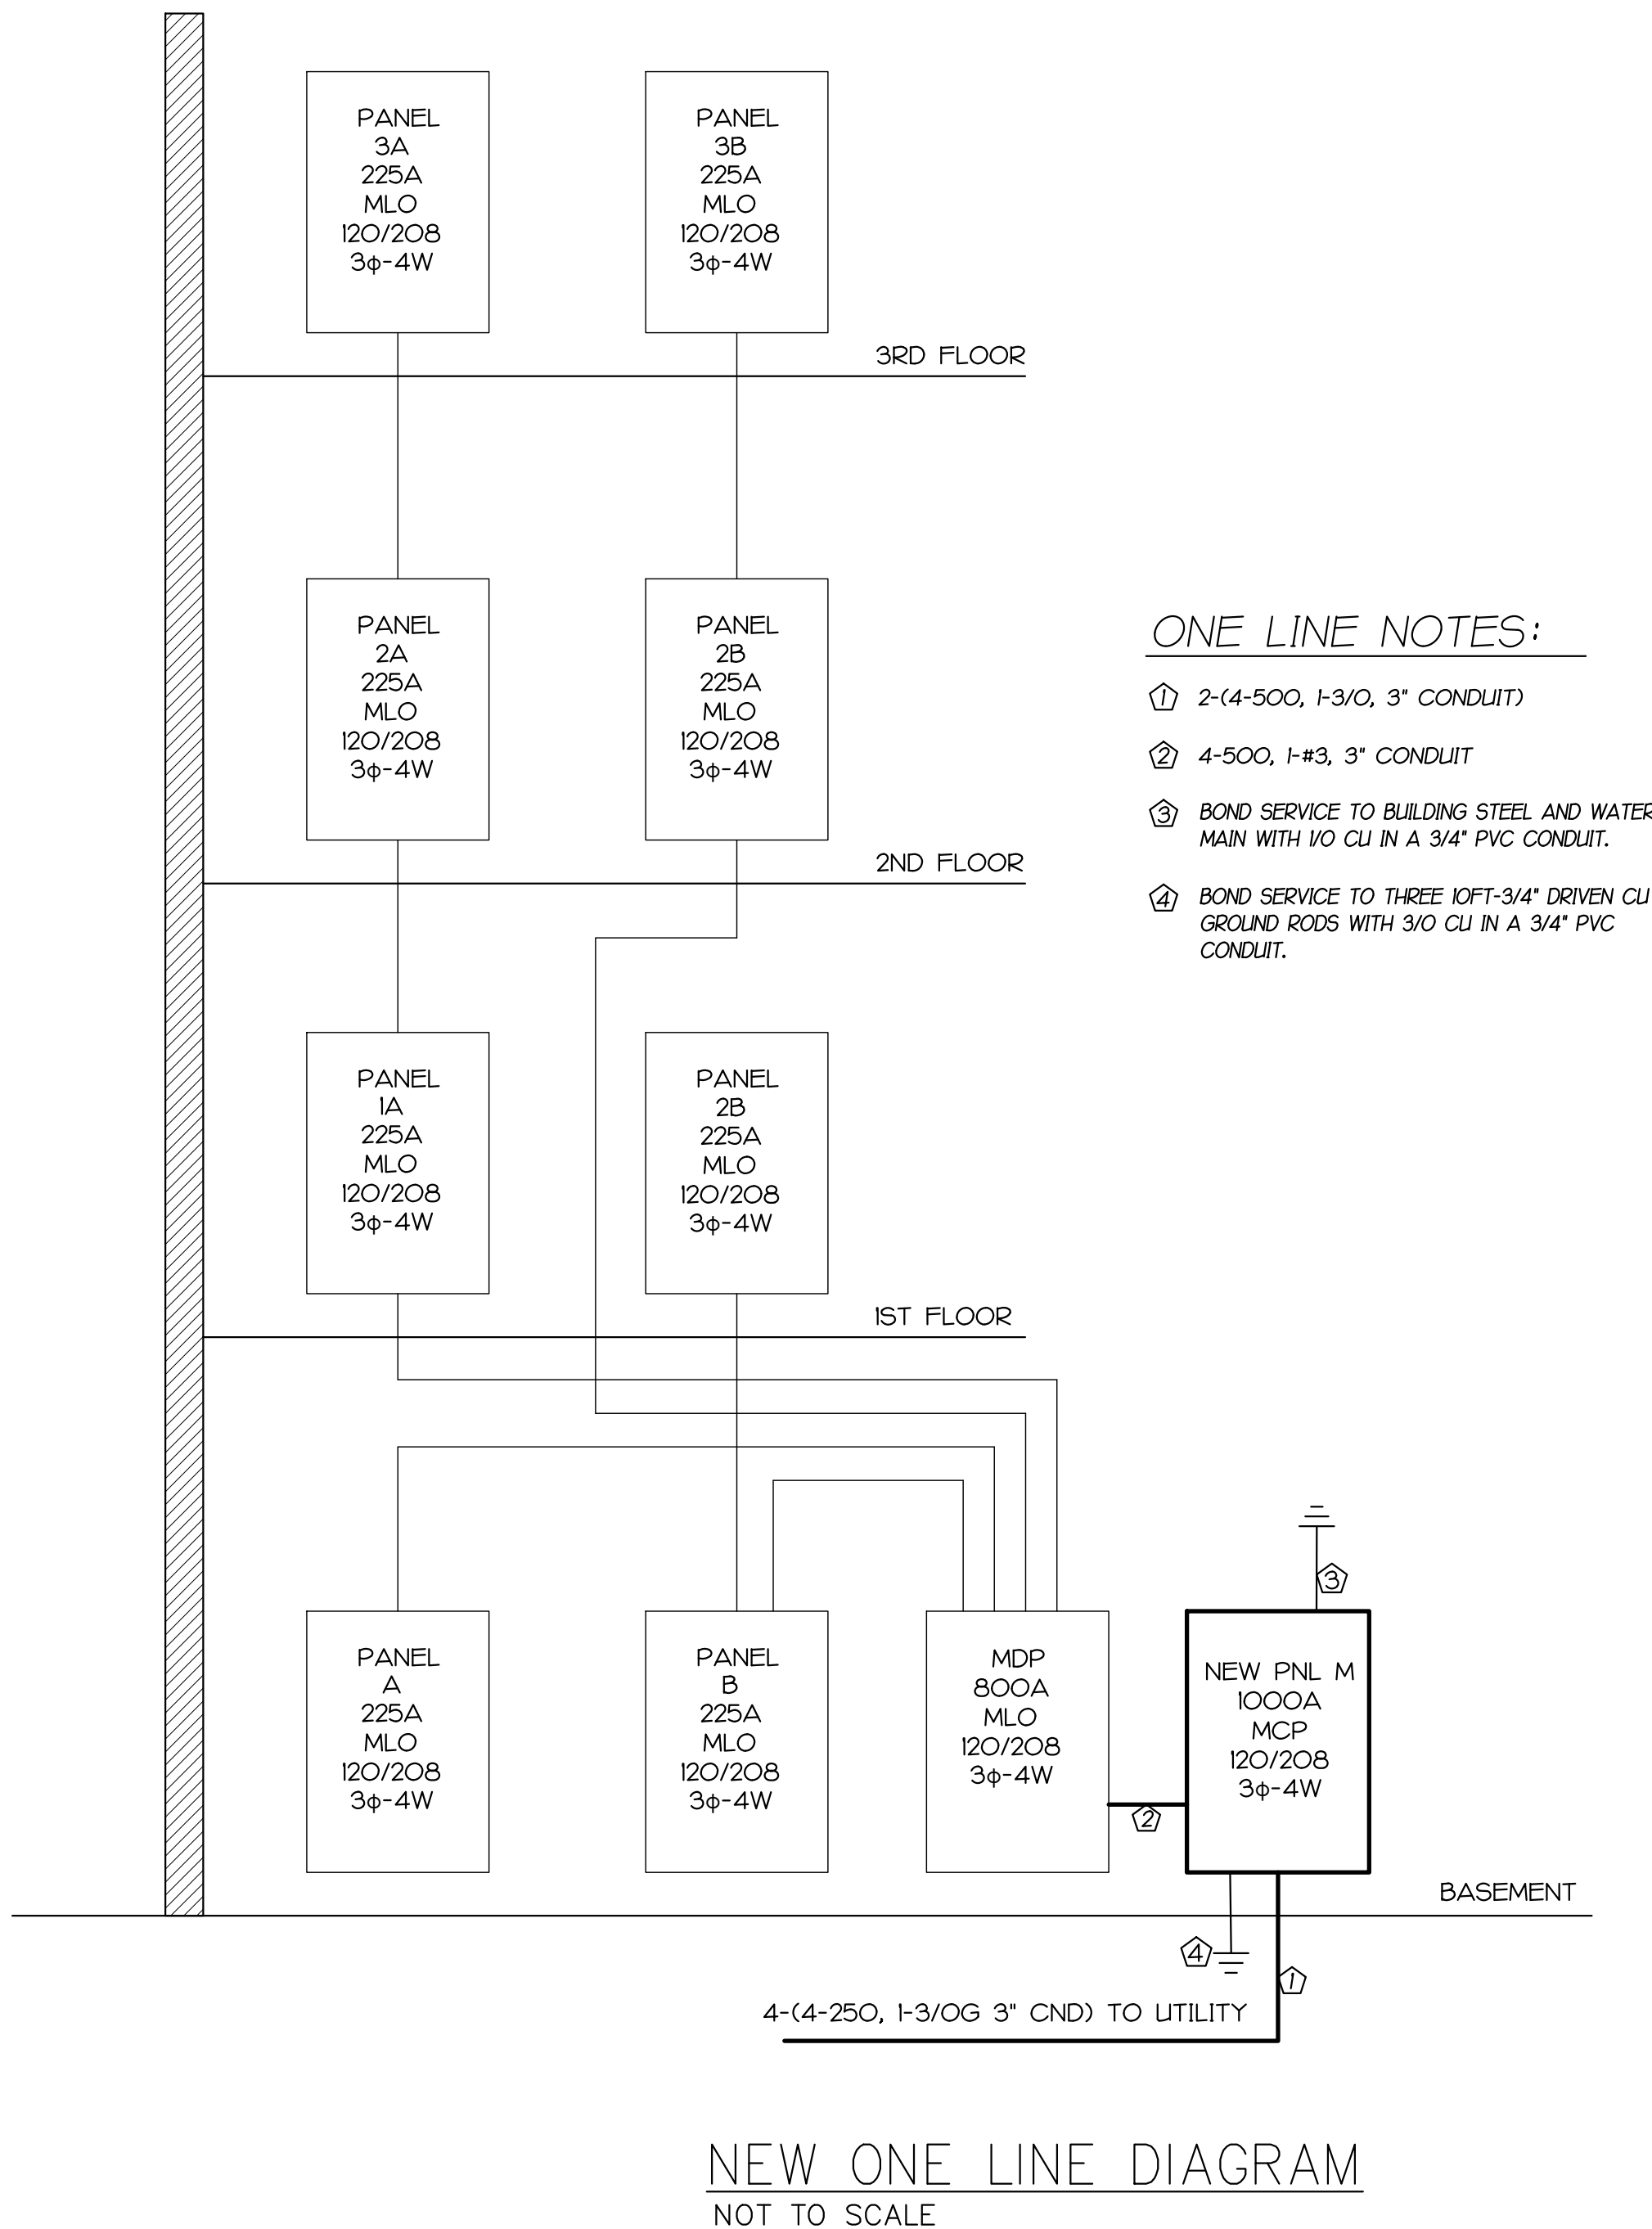 PANEL
3A
225A
MLO
120/208
3ϕ-4W
PANEL
3B
225A
MLO
120/208
3ϕ-4W
3RD FLOOR
PANEL
2A
225A
MLO
120/208
3ϕ-4W
PANEL
2B
225A
MLO
120/208
3ϕ-4W
2ND FLOOR
ONE LINE NOTES:
1 2-(4-500, 1-3/0, 3" CONDUIT)
2 4-500, 1-#3, 3" CONDUIT
3 BOND SERVICE TO BUILDING STEEL AND WATER
MAIN WITH 1/0 CU IN A 3/4" PVC CONDUIT.
4 BOND SERVICE TO THREE 10FT-3/4" DRIVEN CU
GROUND RODS WITH 3/0 CU IN A 3/4" PVC
CONDUIT.
PANEL
1A
225A
MLO
120/208
3ϕ-4W
PANEL
2B
225A
MLO
120/208
3ϕ-4W
1ST FLOOR
PANEL
A
225A
MLO
120/208
3ϕ-4W
PANEL
B
225A
MLO
120/208
3ϕ-4W
MDP
800A
MLO
120/208
3ϕ-4W
2
3
NEW PNL M
1000A
MCP
120/208
3ϕ-4W
BASEMENT
4
1
4-(4-250, 1-3/0G 3" CND) TO UTILITY
NEW ONE LINE DIAGRAM
NOT TO SCALE